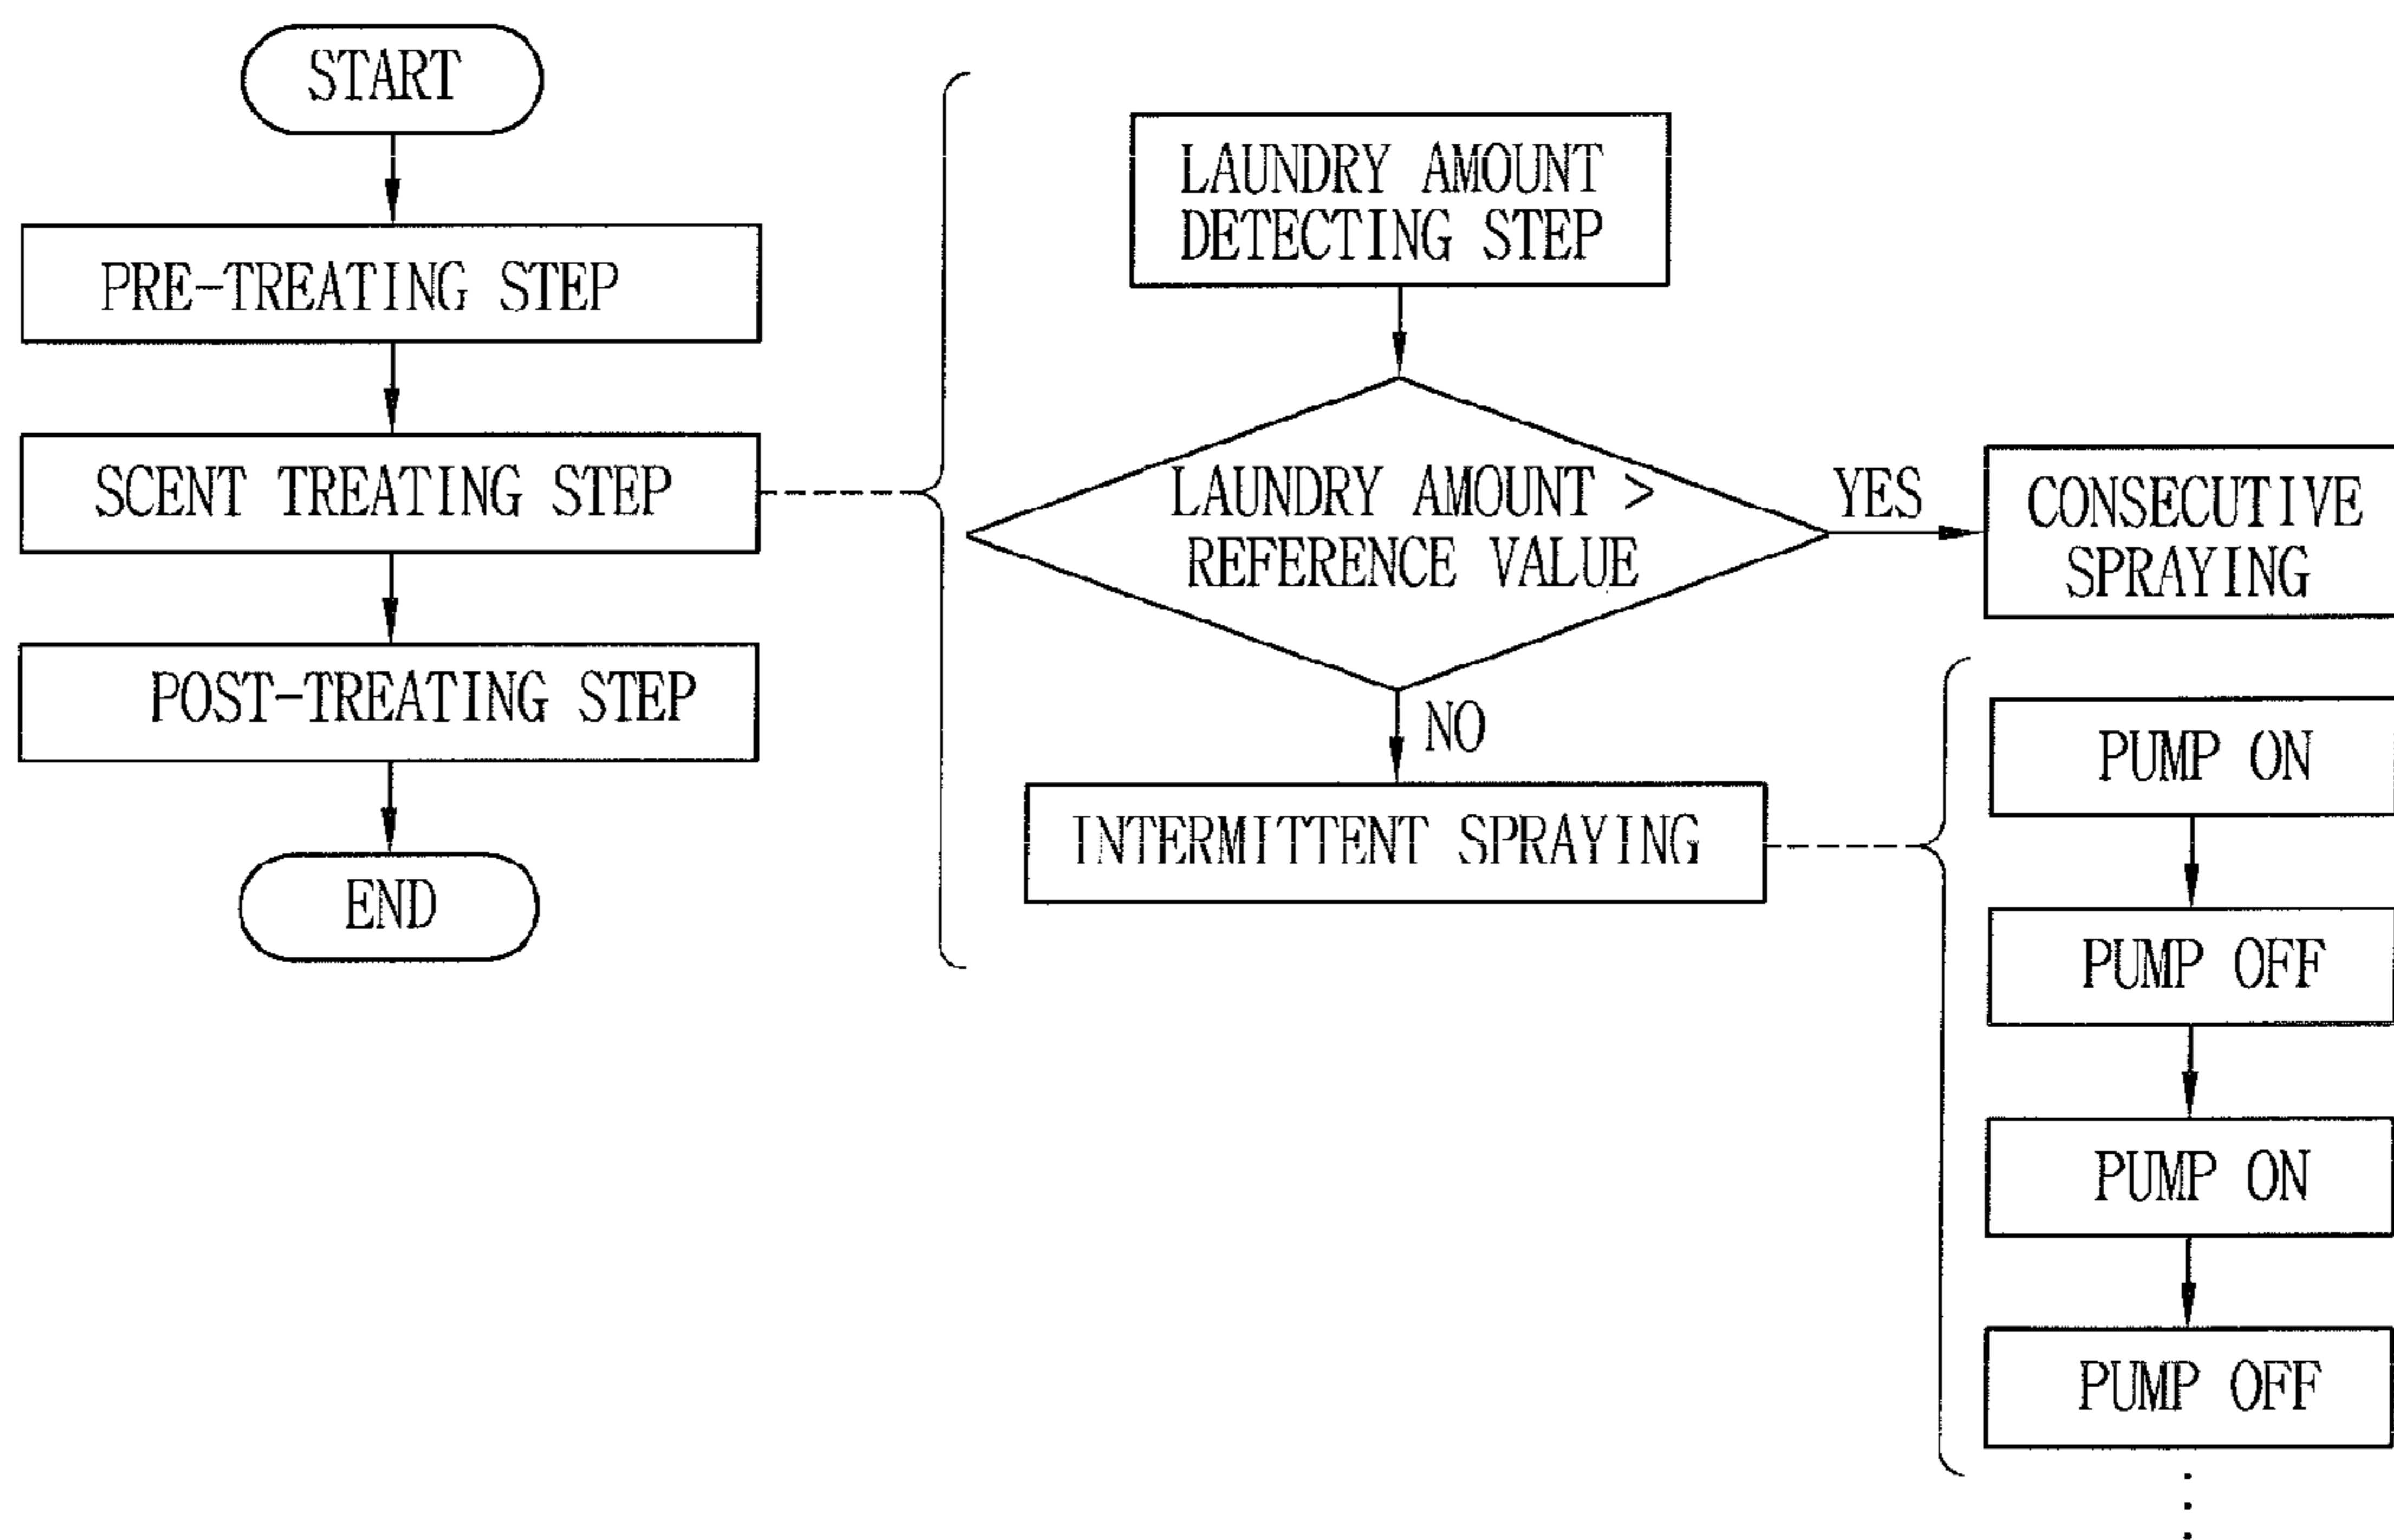 START
PRE-TREATING STEP
SCENT TREATING STEP
POST-TREATING STEP
END
LAUNDRY AMOUNT
DETECTING STEP
LAUNDRY AMOUNT >
REFERENCE VALUE
YES
CONSECUTIVE
SPRAYING
NO
INTERMITTENT SPRAYING
PUMP ON
PUMP OFF
PUMP ON
PUMP OFF